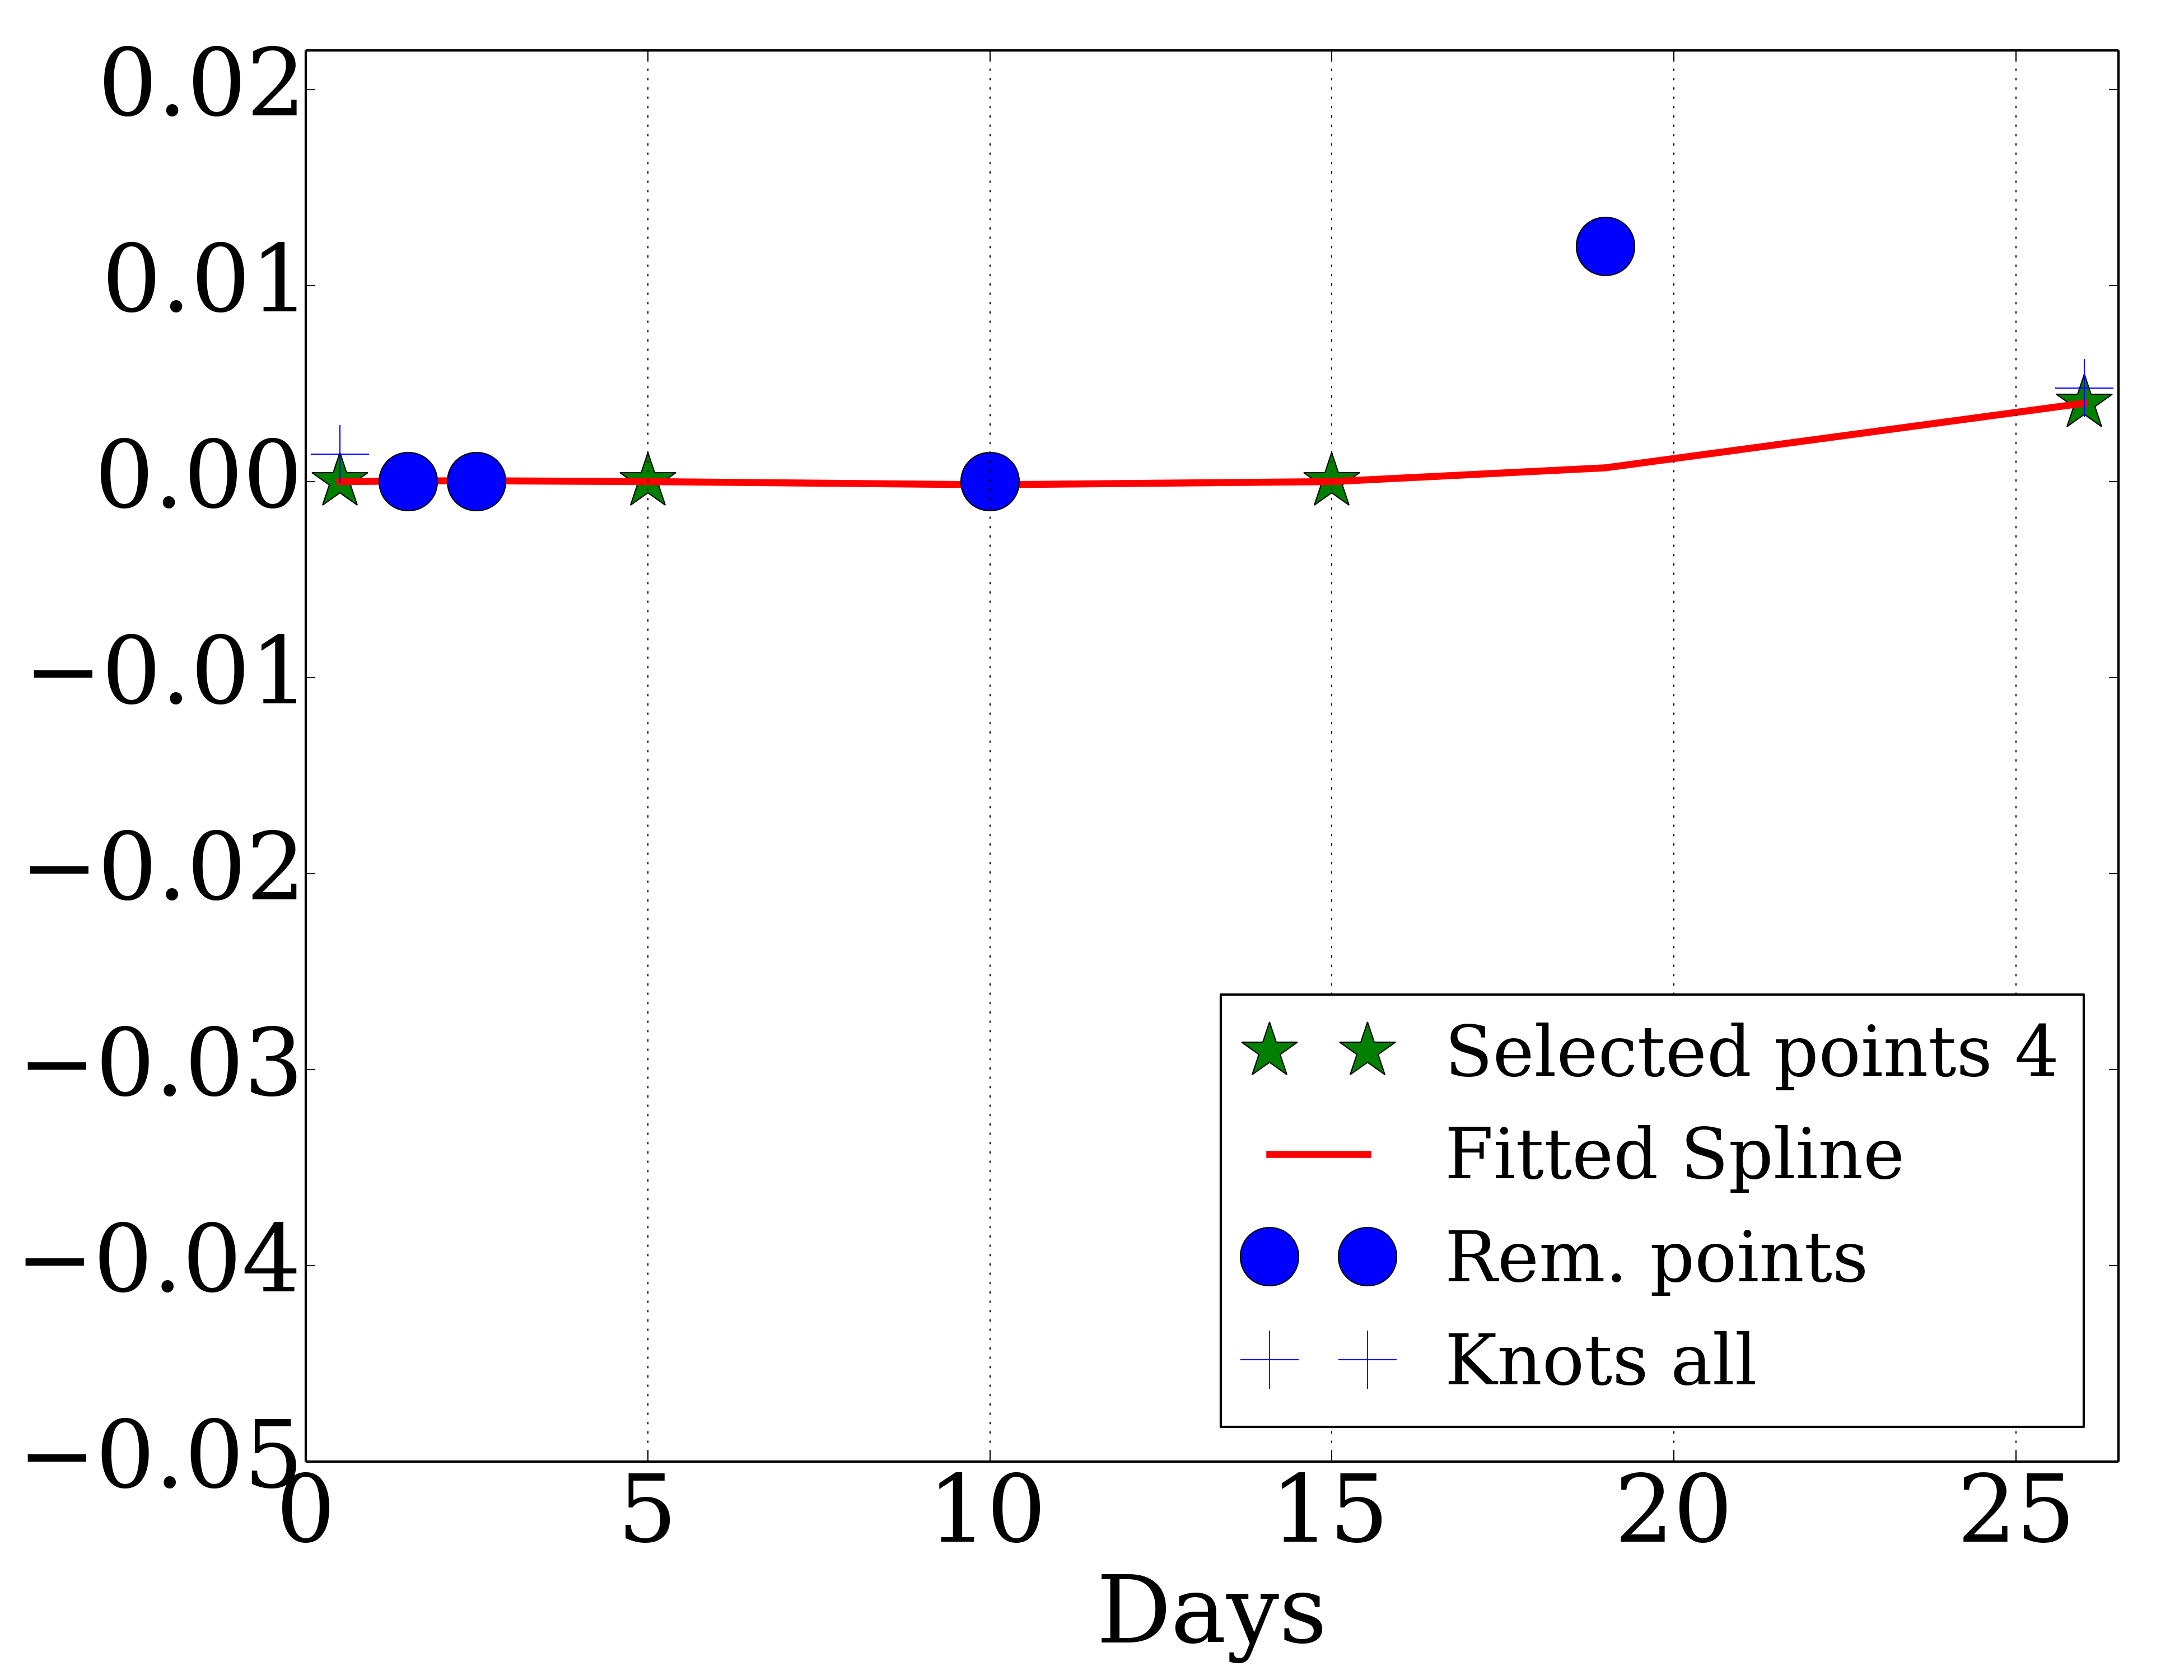 0.02
0.01
0.00
−0.01
−0.02
−0.03
−0.04
−0.05
0 5 10 15 20 25
Days
Selected points 4
Fitted Spline
Rem. points
Knots all